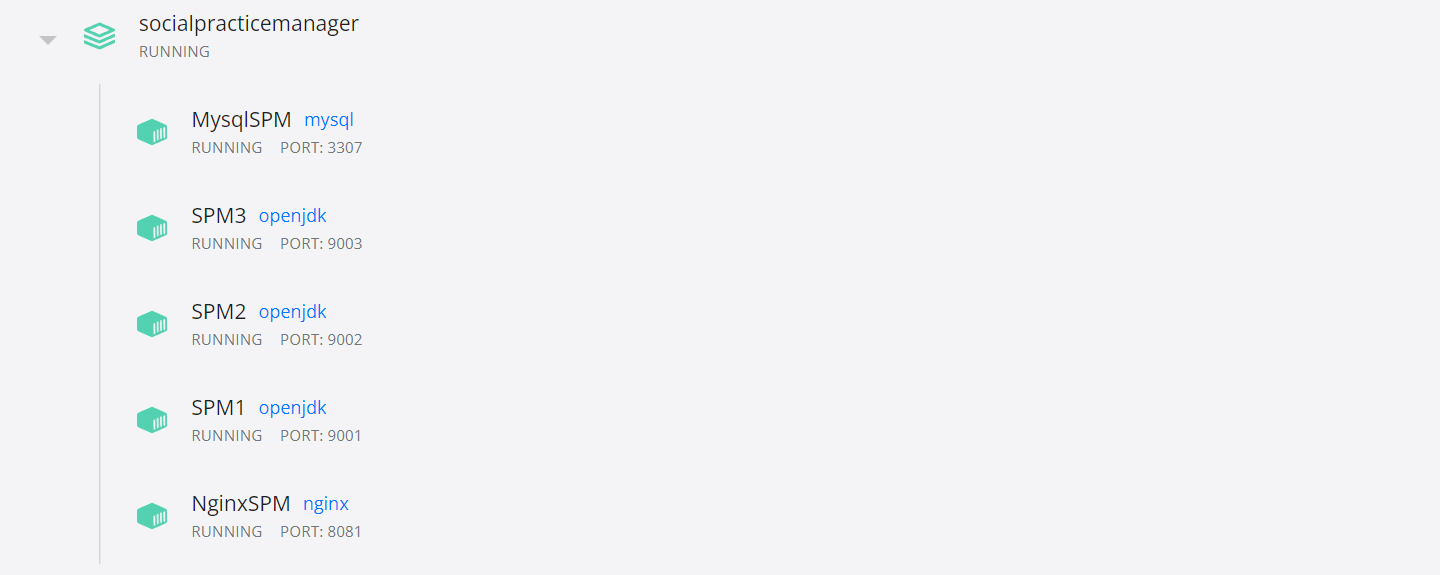 socialpracticemanager
RUNNING
MysqlSPM mysql
RUNNING PORT: 3307
SPM3 openjdk
RUNNING PORT: 9003
SPM2 openjdk
RUNNING PORT: 9002
SPM1 openjdk
RUNNING PORT: 9001
NginxSPM nginx
RUNNING PORT: 8081